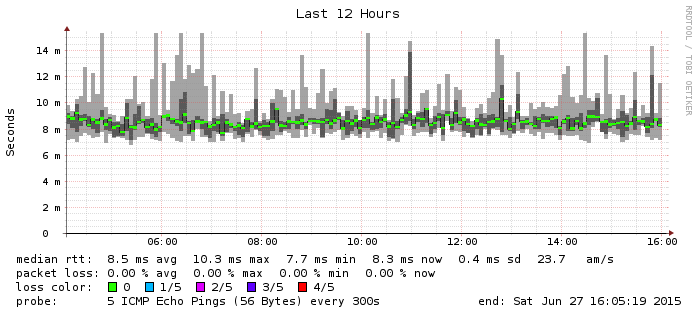 Last 12 Hours
RRDTOOL / TOBI OETIKER
Seconds
14 m
12 m
10 m
8 m
6 m
4 m
2 m
0
06:00 08:00 10:00 12:00 14:00 16:00
median rtt: 8.5 ms avg 10.3 ms max 7.7 ms min 8.3 ms now 0.4 ms sd 23.7 am/s
packet loss: 0.00 % avg 0.00 % max 0.00 % min 0.00 % now
loss color: 0 1/5 2/5 3/5 4/5
probe: 5 ICMP Echo Pings (56 Bytes) every 300s end: Sat Jun 27 16:05:19 2015